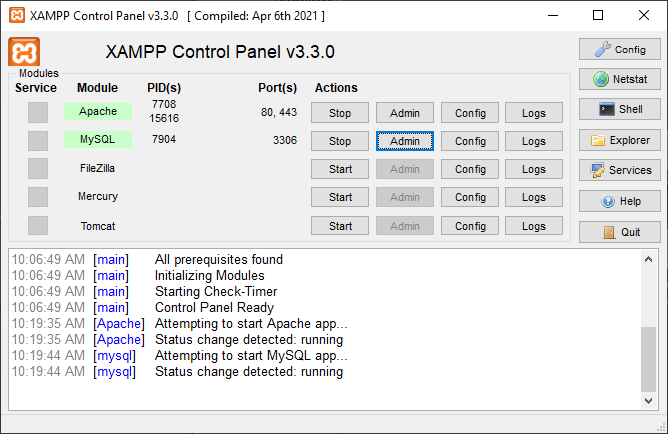 XAMPP Control Panel v3.3.0 [ Compiled: Apr 6th 2021 ]
XAMPP Control Panel v3.3.0
Config
Modules
Service Module PID(s) Port(s) Actions
Netstat
Apache 7708 15616 80, 443 Stop Admin Config Logs
Shell
MySQL 7904 3306 Stop Admin Config Logs
Explorer
FileZilla Start Admin Config Logs
Services
Mercury Start Admin Config Logs
Help
Tomcat Start Admin Config Logs
Quit
10:06:49 AM [main] All prerequisites found
10:06:49 AM [main] Initializing Modules
10:06:49 AM [main] Starting Check-Timer
10:06:49 AM [main] Control Panel Ready
10:19:35 AM [Apache] Attempting to start Apache app...
10:19:35 AM [Apache] Status change detected: running
10:19:44 AM [mysql] Attempting to start MySQL app...
10:19:44 AM [mysql] Status change detected: running